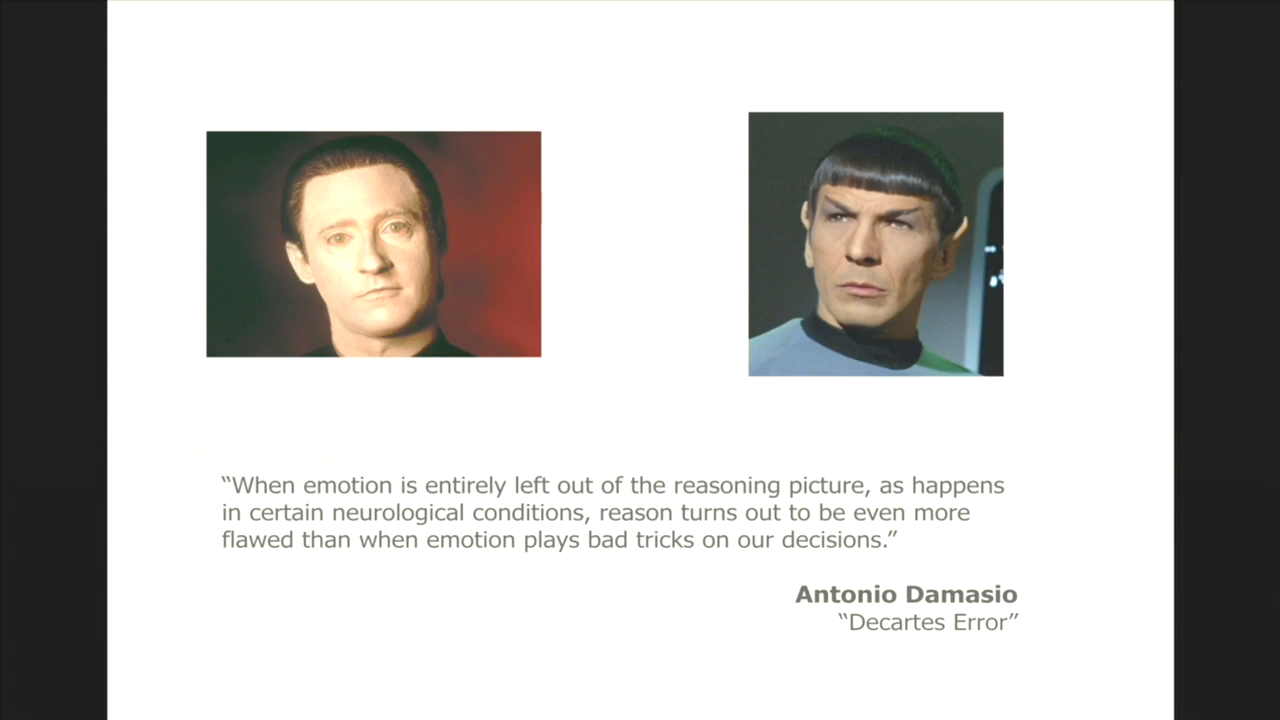 “When emotion is entirely left out of the reasoning picture, as happens
in certain neurological conditions, reason turns out to be even more
flawed than when emotion plays bad tricks on our decisions.”
Antonio Damasio
“Decartes Error”